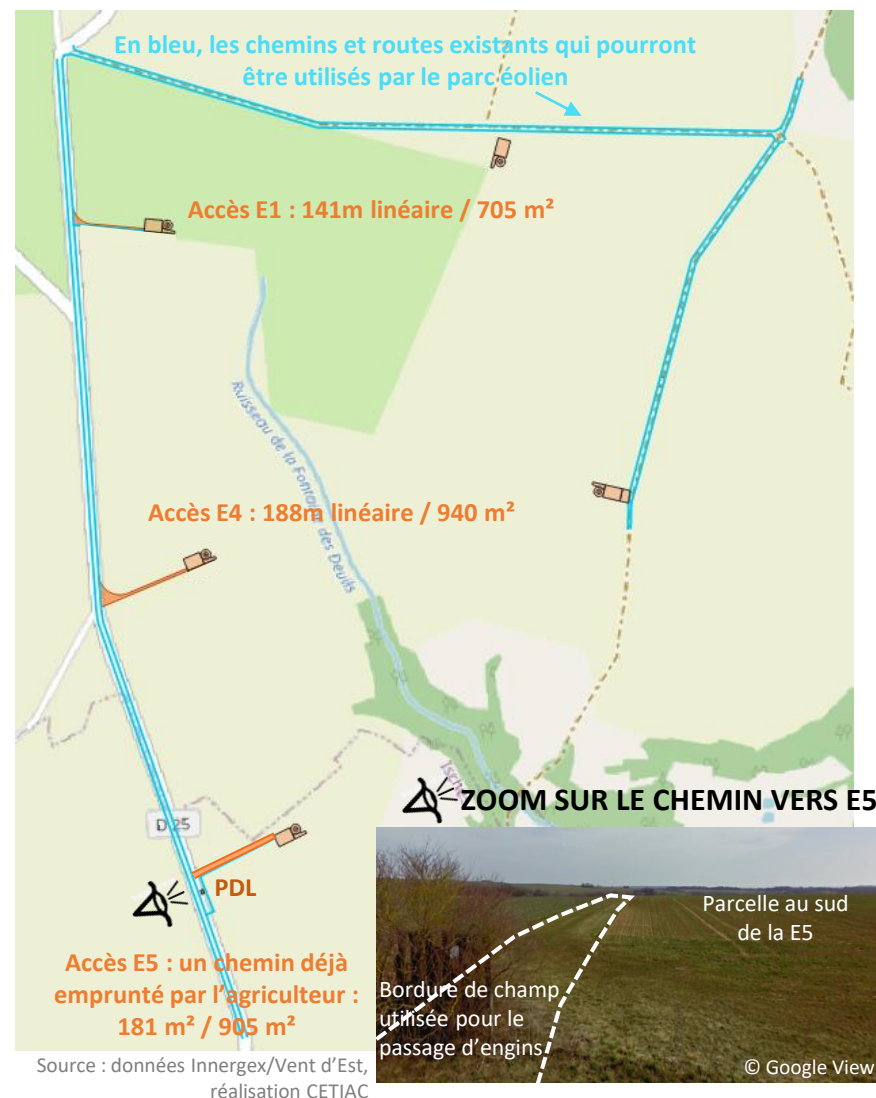 En bleu, les chemins et routes existants qui pourront
être utilisés par le parc éolien
Accès E1 : 141m linéaire / 705 m²
Ruisseau de la Fontaine des Deuils
Accès E4 : 188m linéaire / 940 m²
Ische
ZOOM SUR LE CHEMIN VERS E5
D 25
PDL
Parcelle au sud
de la E5
Accès E5 : un chemin déjà
emprunté par l'agriculteur :
181 m² / 905 m²
Bordure de champ
utilisée pour le
passage d'engins
© Google View
Source : données Innergex/Vent d'Est,
réalisation CETIAC